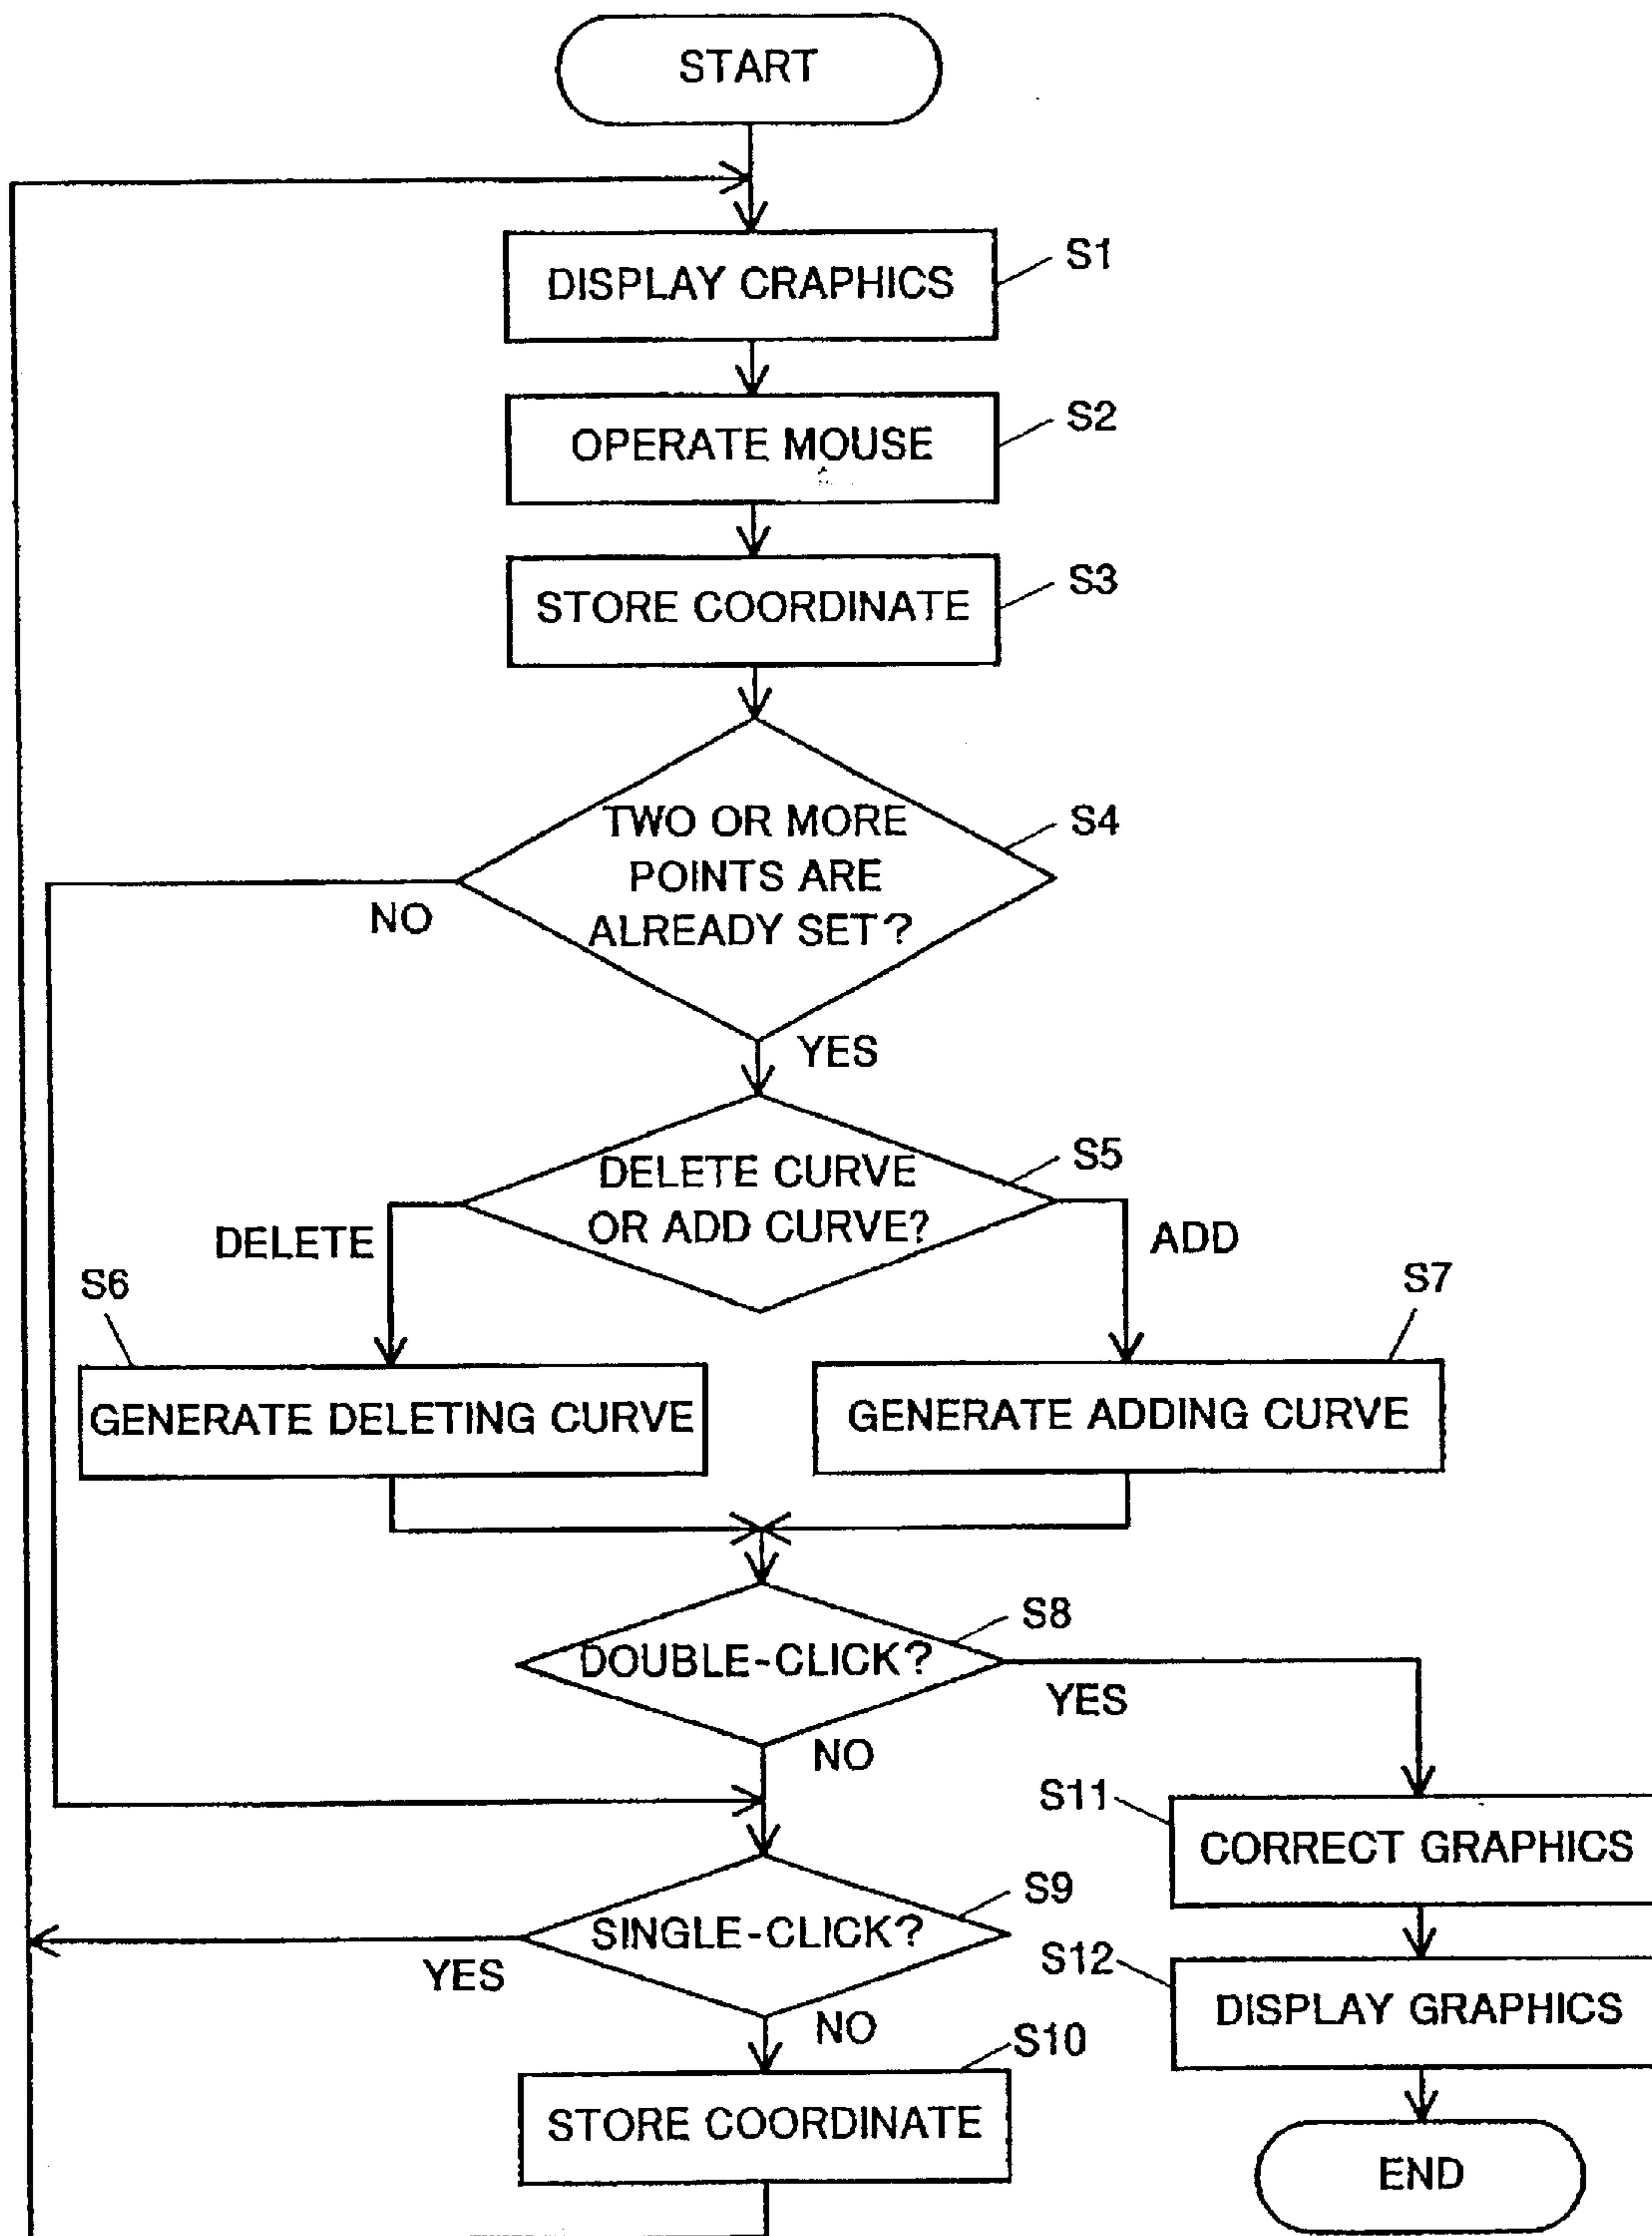 START
DISPLAY CRAPHICS
S1
OPERATE MOUSE
S2
STORE COORDINATE
S3
TWO OR MORE
POINTS ARE
ALREADY SET?
S4
NO
YES
DELETE CURVE
OR ADD CURVE?
S5
DELETE
ADD
S6
S7
GENERATE DELETING CURVE
GENERATE ADDING CURVE
DOUBLE-CLICK?
S8
YES
NO
S11
CORRECT GRAPHICS
SINGLE-CLICK?
S9
YES
NO
S12
DISPLAY GRAPHICS
S10
STORE COORDINATE
END